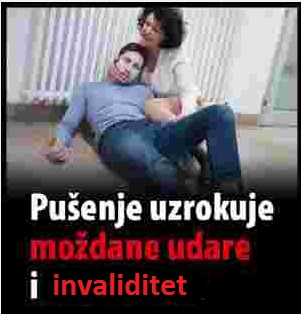 Pušenje uzrokuje
moždane udare
i invaliditet